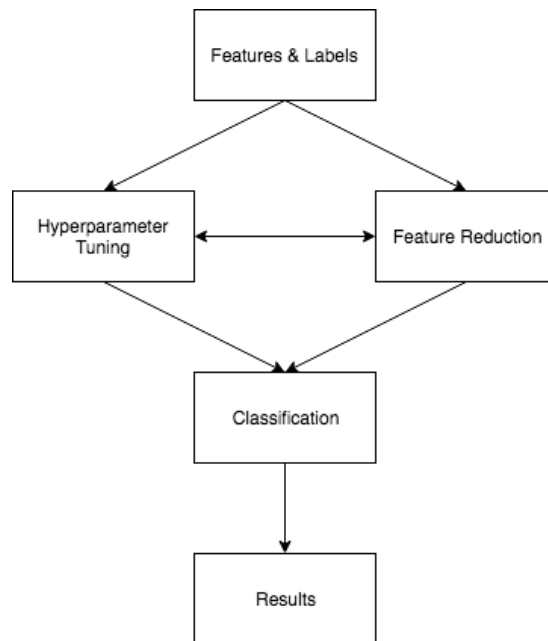 Features & Labels
Hyperparameter
Tuning
Feature Reduction
Classification
Results